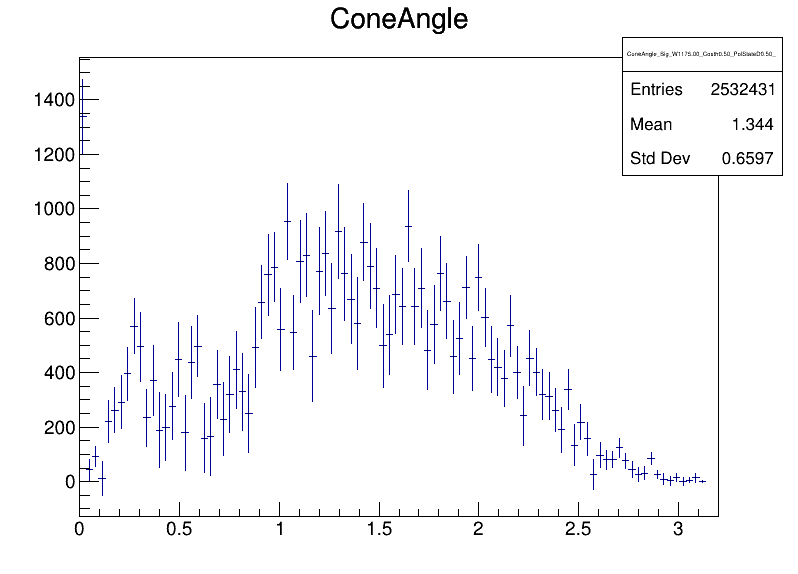 ConeAngle
ConeAngle_Sig_W1175.00_Costh0.50_PolStateD0.50_
Entries 2532431
Mean 1.344
Std Dev 0.6597
1400
1200
1000
800
600
400
200
0
0 0.5 1 1.5 2 2.5 3